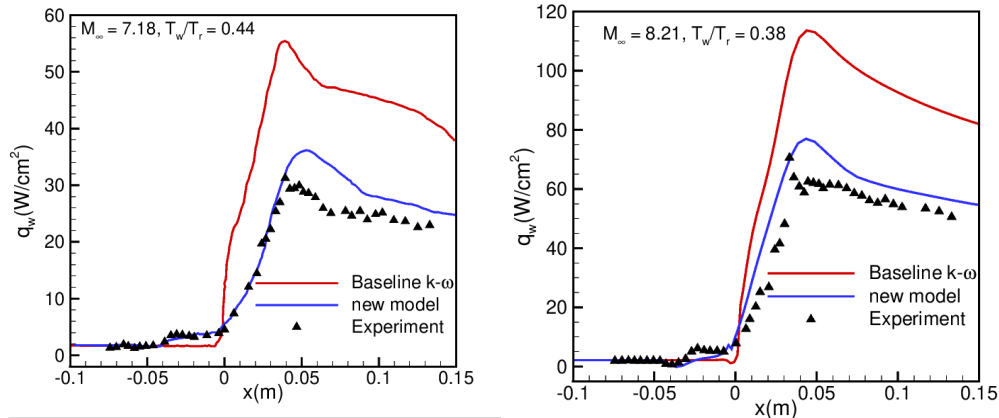 M∞ = 7.18, Tw/Tr = 0.44
60
50
40
30
20
10
0
qw(W/cm²)
-0.1
-0.05
0
0.05
0.1
0.15
x(m)
Baseline k-ω
new model
Experiment
M∞ = 8.21, Tw/Tr = 0.38
120
100
80
60
40
20
0
qw(W/cm²)
-0.1
-0.05
0
0.05
0.1
0.15
x(m)
Baseline k-ω
new model
Experiment